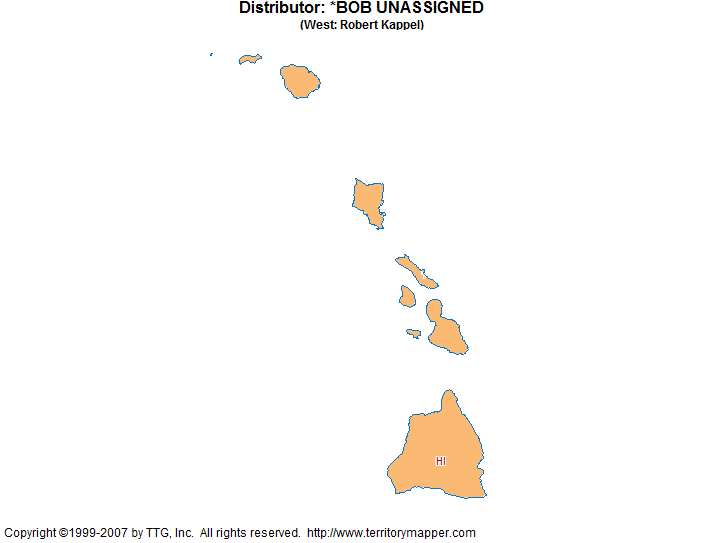 Distributor: *BOB UNASSIGNED
(West: Robert Kappel)
HI
Copyright ©1999-2007 by TTG, Inc. All rights reserved. http://www.territorymapper.com